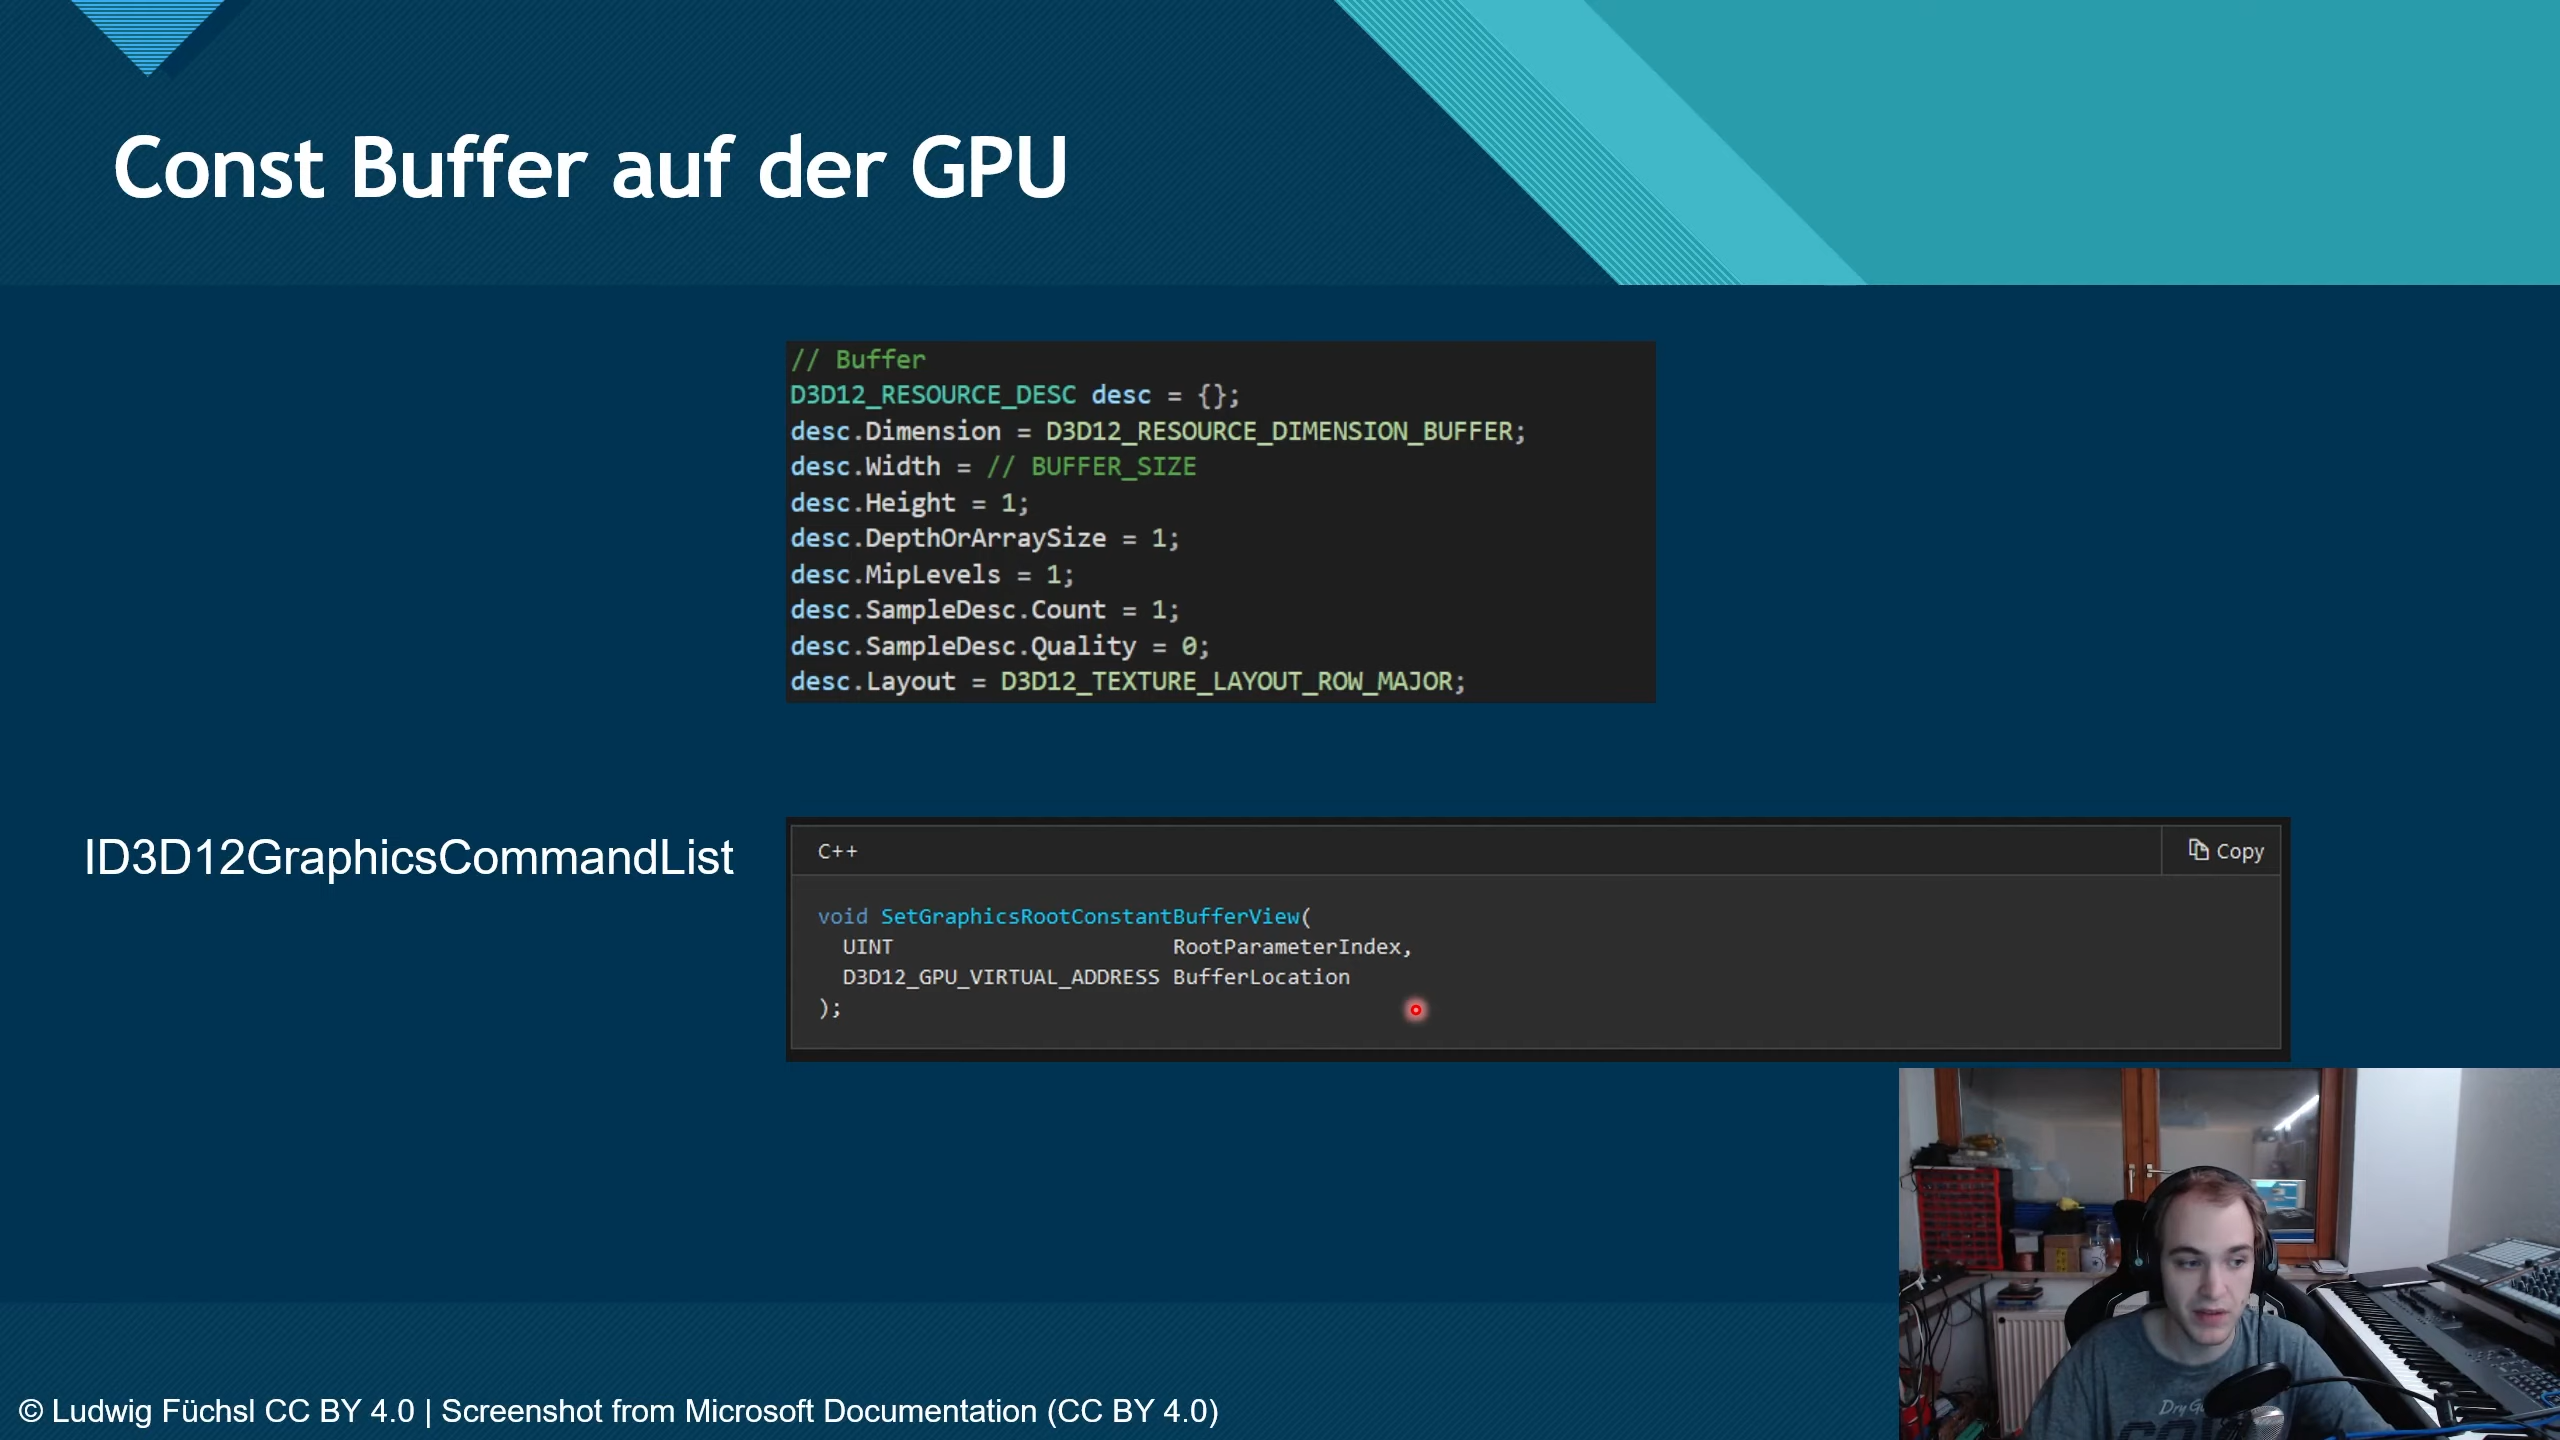 Const Buffer auf der GPU
// Buffer
D3D12_RESOURCE_DESC desc = {};
desc.Dimension = D3D12_RESOURCE_DIMENSION_BUFFER;
desc.Width = // BUFFER_SIZE
desc.Height = 1;
desc.DepthOrArraySize = 1;
desc.MipLevels = 1;
desc.SampleDesc.Count = 1;
desc.SampleDesc.Quality = 0;
desc.Layout = D3D12_TEXTURE_LAYOUT_ROW_MAJOR;
ID3D12GraphicsCommandList
C++
Copy
void SetGraphicsRootConstantBufferView(
UINT RootParameterIndex,
D3D12_GPU_VIRTUAL_ADDRESS BufferLocation
);
© Ludwig Füchsl CC BY 4.0 | Screenshot from Microsoft Documentation (CC BY 4.0)